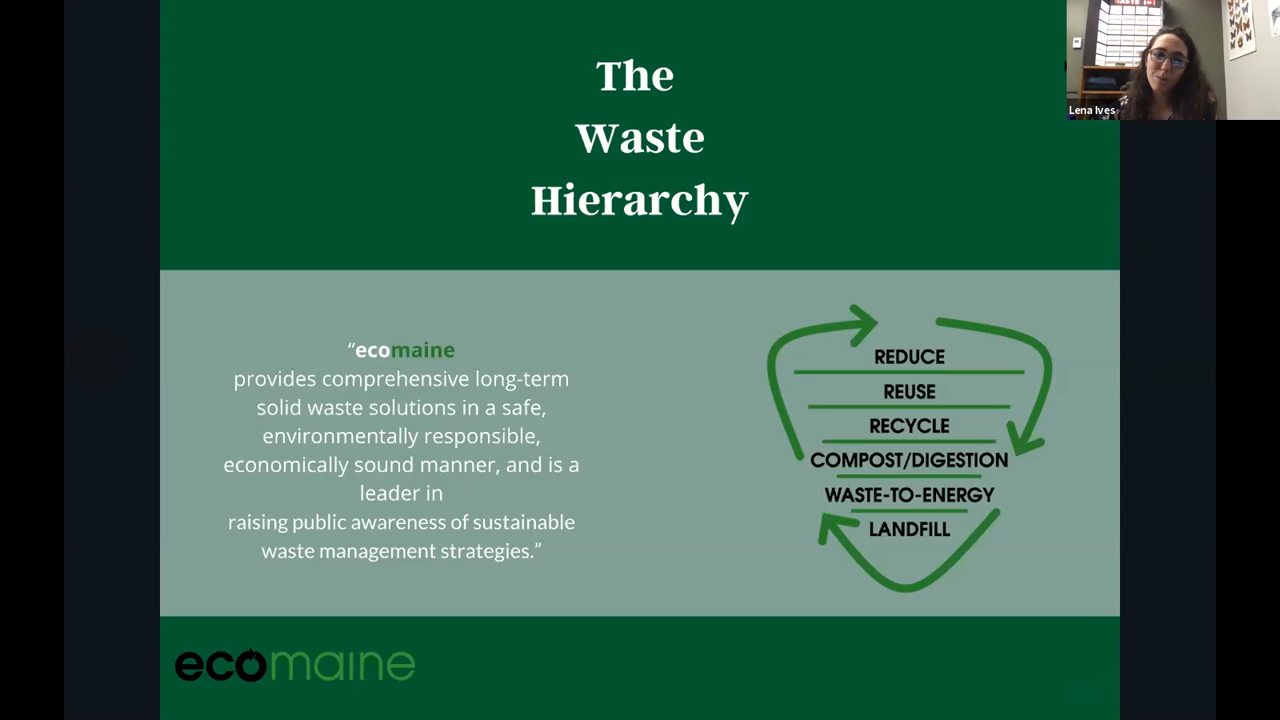 The
Waste
Hierarchy
“ecomaine
provides comprehensive long-term
solid waste solutions in a safe,
environmentally responsible,
economically sound manner, and is a
leader in
raising public awareness of sustainable
waste management strategies.”
REDUCE
REUSE
RECYCLE
COMPOST/DIGESTION
WASTE-TO-ENERGY
LANDFILL
ecomaine
Lena Ives